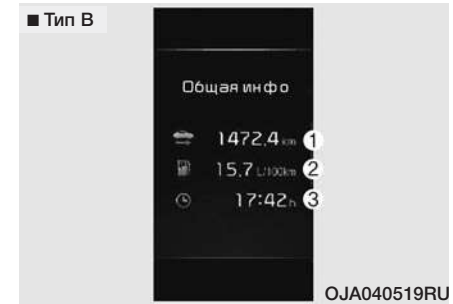 ■ Тип B
Общая инфо
1472.4 km ①
15.7 L/100km ②
17:42 h ③
OJA040519RU